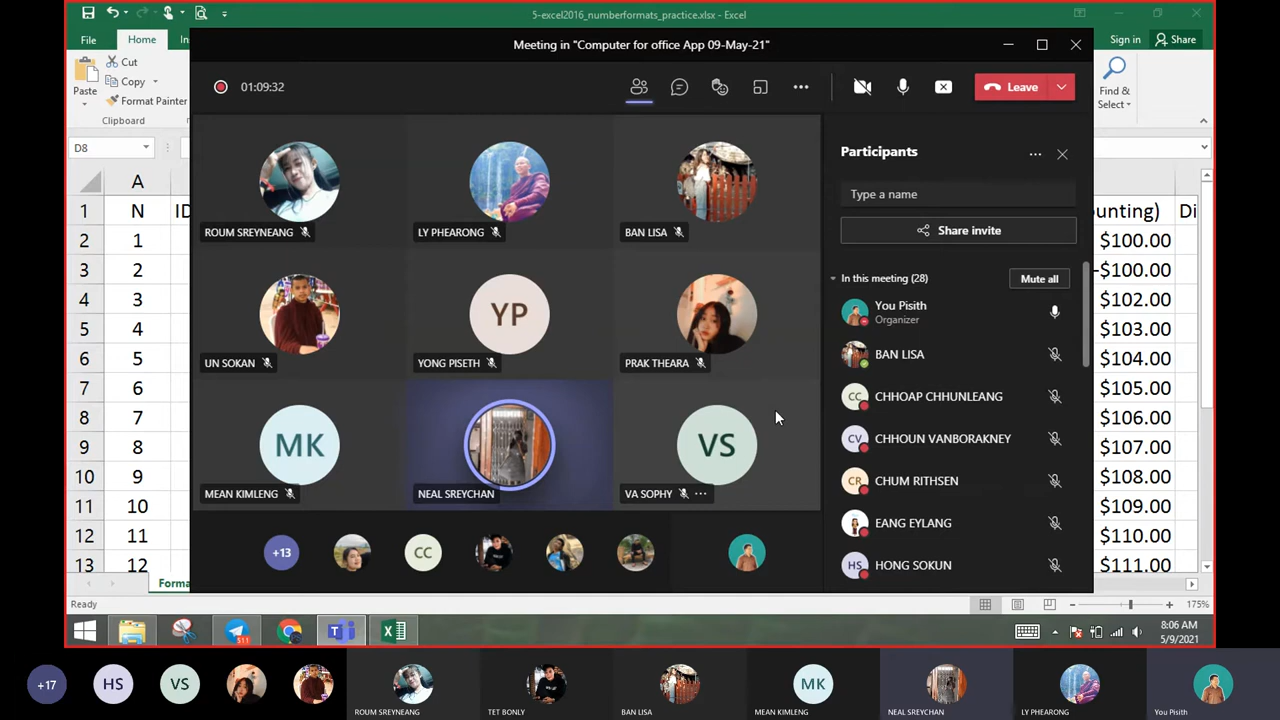 5-excel2016_numberformats_practice.xlsx - Excel
File
Home
In
Sign in
Share
Cut
Copy
Paste
Format Painter
Clipboard
Find &
Select
D8
A
N
ID
1
1
2
1
3
2
4
3
5
4
6
5
7
6
8
7
9
8
10
9
11
10
12
11
13
12
unting)
Di
$100.00
-$100.00
$102.00
$103.00
$104.00
$105.00
$106.00
$107.00
$108.00
$109.00
$110.00
$111.00
Forma
Ready
175%
Meeting in "Computer for office App 09-May-21"
01:09:32
Leave
ROUM SREYNEANG
LY PHEARONG
BAN LISA
UN SOKAN
YP
YONG PISETH
PRAK THEARA
MK
MEAN KIMLENG
NEAL SREYCHAN
VS
VA SOPHY
+13
CC
Participants
Type a name
Share invite
In this meeting (28)
Mute all
You Pisith
Organizer
BAN LISA
CC
CHHOAP CHHUNLEANG
CV
CHHOUN VANBORAKNEY
CR
CHUM RITHSEN
EANG EYLANG
HS
HONG SOKUN
8:06 AM
5/9/2021
+17
HS
VS
ROUM SREYNEANG
TET BONLY
BAN LISA
MK
MEAN KIMLENG
NEAL SREYCHAN
LY PHEARONG
You Pisith